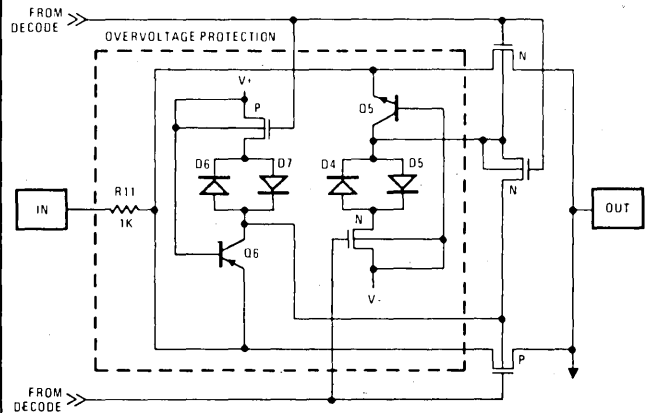 FROM
DECODE
OVERVOLTAGE PROTECTION
N
V+
P
Q5
D6
D7
D4
D5
N
R11
IN
OUT
1K
N
Q6
V-
P
FROM
DECODE